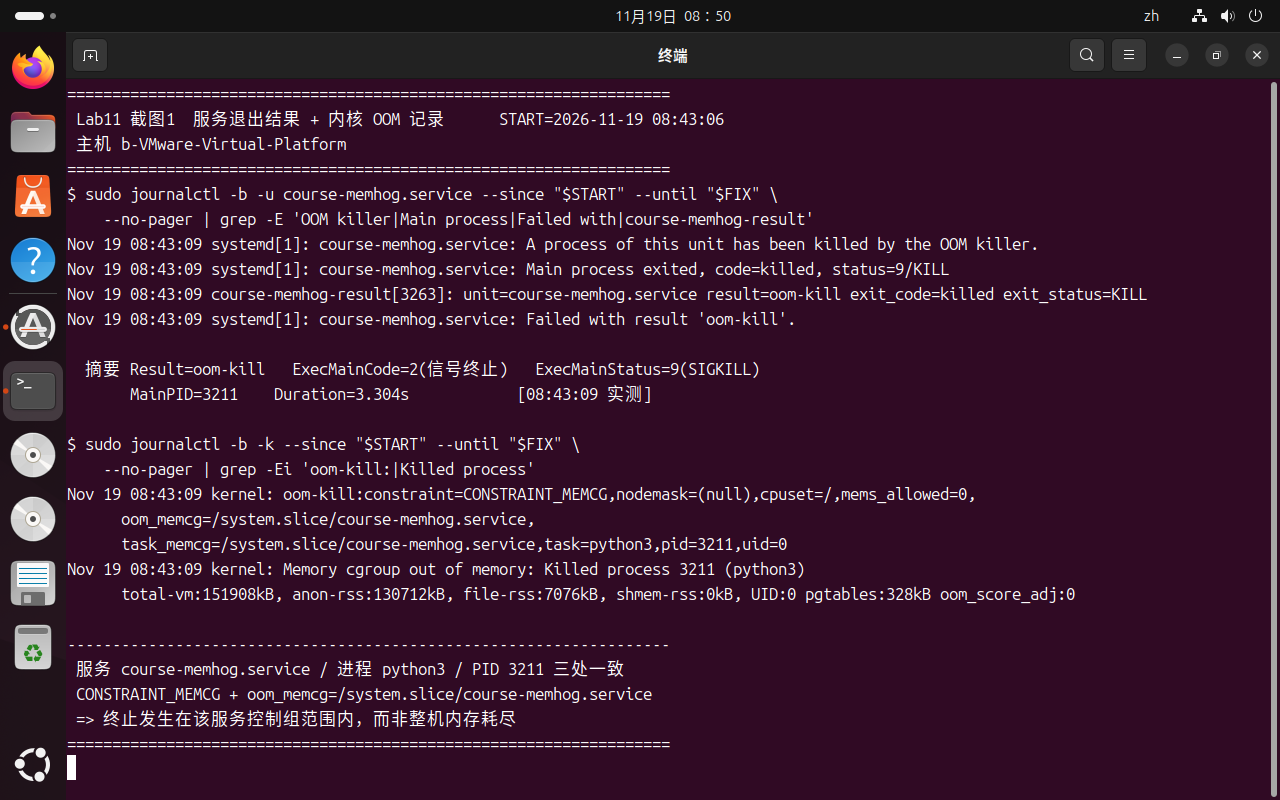 11月19日 08：50
zh
终端
===================================================================
Lab11 截图1  服务退出结果 + 内核 OOM 记录      START=2026-11-19 08:43:06
主机 b-VMware-Virtual-Platform
===================================================================
$ sudo journalctl -b -u course-memhog.service --since "$START" --until "$FIX" \
    --no-pager | grep -E 'OOM killer|Main process|Failed with|course-memhog-result'
Nov 19 08:43:09 systemd[1]: course-memhog.service: A process of this unit has been killed by the OOM killer.
Nov 19 08:43:09 systemd[1]: course-memhog.service: Main process exited, code=killed, status=9/KILL
Nov 19 08:43:09 course-memhog-result[3263]: unit=course-memhog.service result=oom-kill exit_code=killed exit_status=KILL
Nov 19 08:43:09 systemd[1]: course-memhog.service: Failed with result 'oom-kill'.
  摘要 Result=oom-kill   ExecMainCode=2(信号终止)   ExecMainStatus=9(SIGKILL)
       MainPID=3211    Duration=3.304s            [08:43:09 实测]
$ sudo journalctl -b -k --since "$START" --until "$FIX" \
    --no-pager | grep -Ei 'oom-kill:|Killed process'
Nov 19 08:43:09 kernel: oom-kill:constraint=CONSTRAINT_MEMCG,nodemask=(null),cpuset=/,mems_allowed=0,
      oom_memcg=/system.slice/course-memhog.service,
      task_memcg=/system.slice/course-memhog.service,task=python3,pid=3211,uid=0
Nov 19 08:43:09 kernel: Memory cgroup out of memory: Killed process 3211 (python3)
      total-vm:151908kB, anon-rss:130712kB, file-rss:7076kB, shmem-rss:0kB, UID:0 pgtables:328kB oom_score_adj:0
-------------------------------------------------------------------
服务 course-memhog.service / 进程 python3 / PID 3211 三处一致
CONSTRAINT_MEMCG + oom_memcg=/system.slice/course-memhog.service
=> 终止发生在该服务控制组范围内，而非整机内存耗尽
===================================================================